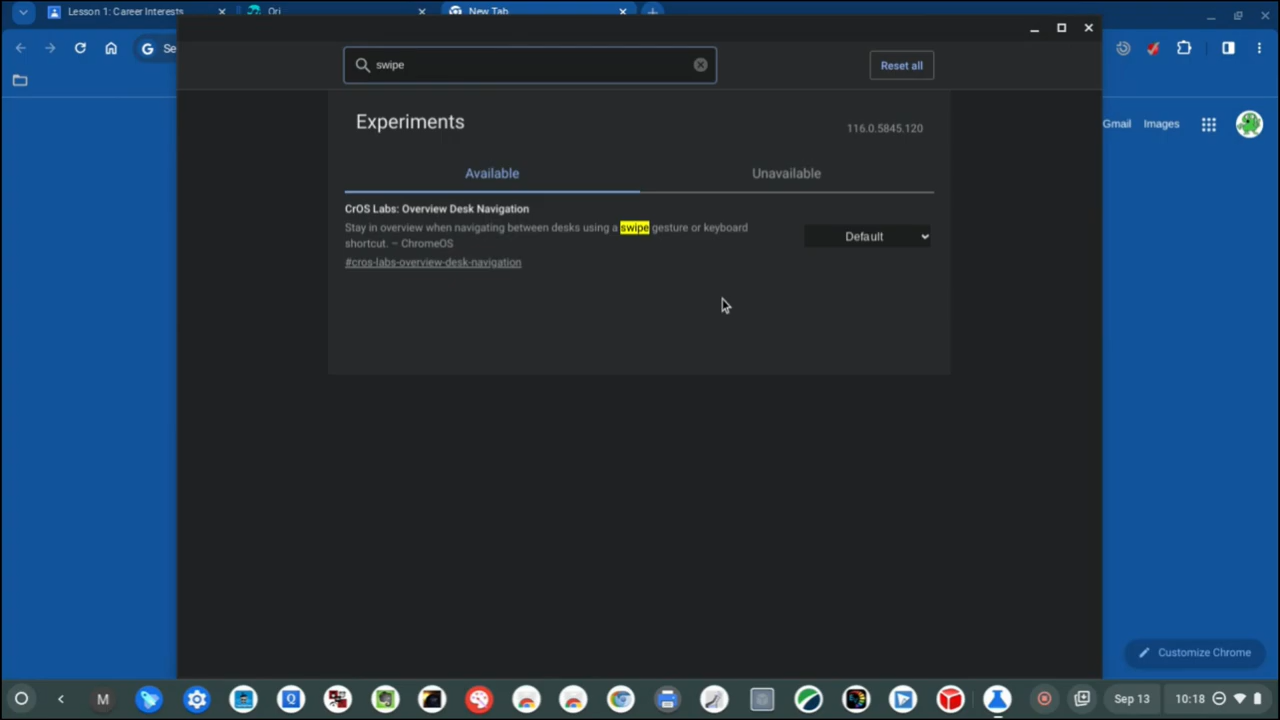 Lesson 1: Career Interests
Ori
New Tab
Se
swipe
Reset all
Experiments
116.0.5845.120
Available
Unavailable
CrOS Labs: Overview Desk Navigation
Stay in overview when navigating between desks using a swipe gesture or keyboard
shortcut. – ChromeOS
#cros-labs-overview-desk-navigation
Default
Gmail
Images
Customize Chrome
M
Sep 13
10:18